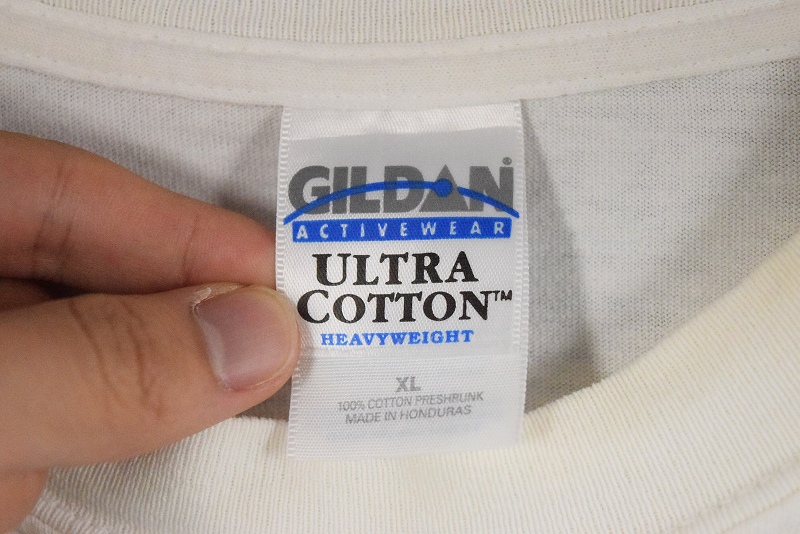 GILDAN®
ACTIVEWEAR
ULTRA
COTTON™
HEAVYWEIGHT
XL
100% COTTON PRESHRUNK
MADE IN HONDURAS